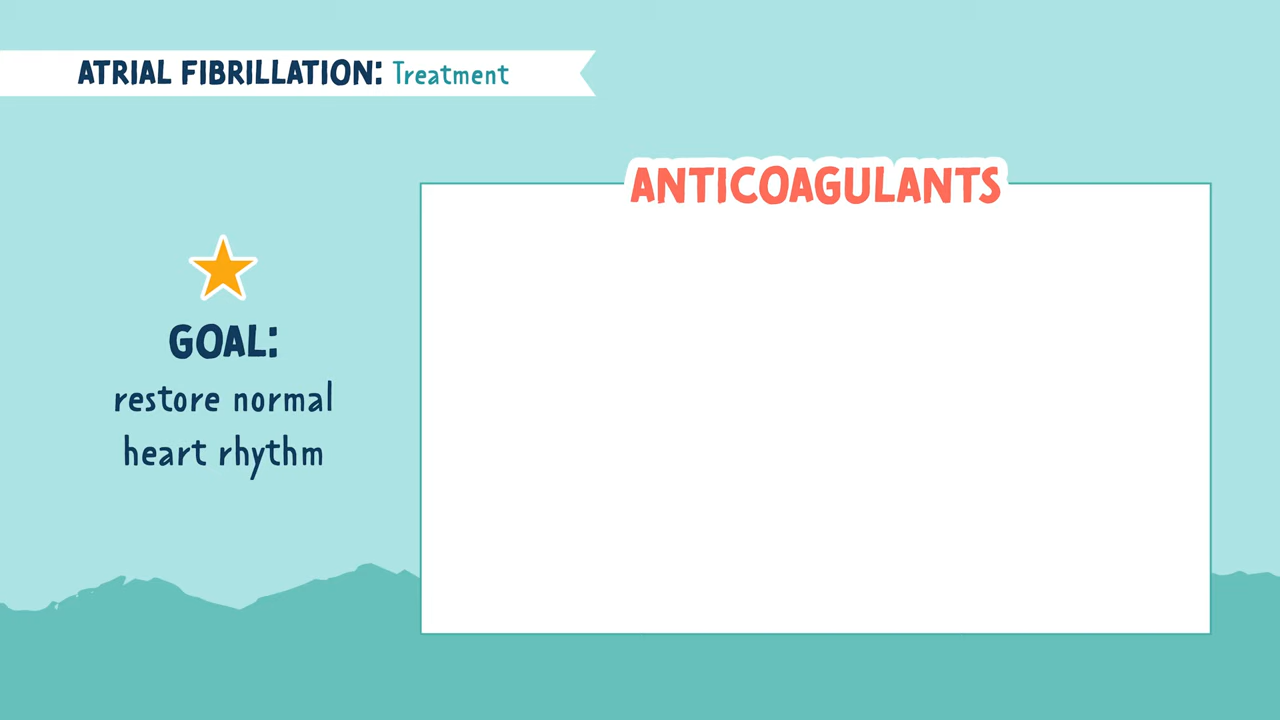 ATRIAL FIBRILLATION: Treatment
ANTICOAGULANTS
GOAL:
restore normal
heart rhythm